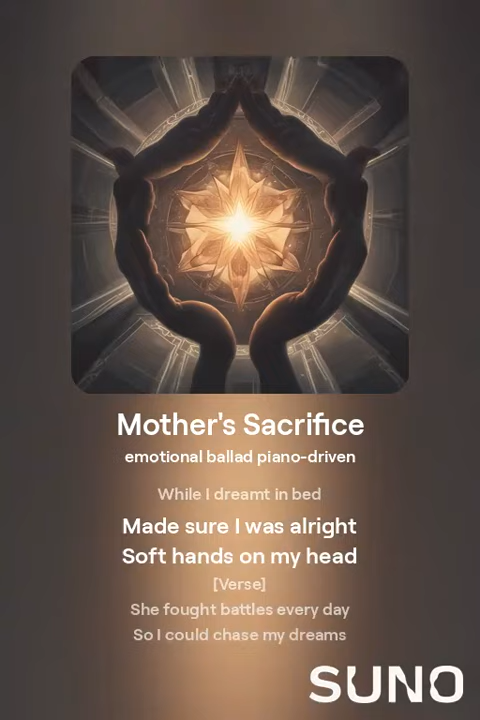 Mother's Sacrifice
emotional ballad piano-driven
While I dreamt in bed
Made sure I was alright
Soft hands on my head
[Verse]
She fought battles every day
So I could chase my dreams
SUNO